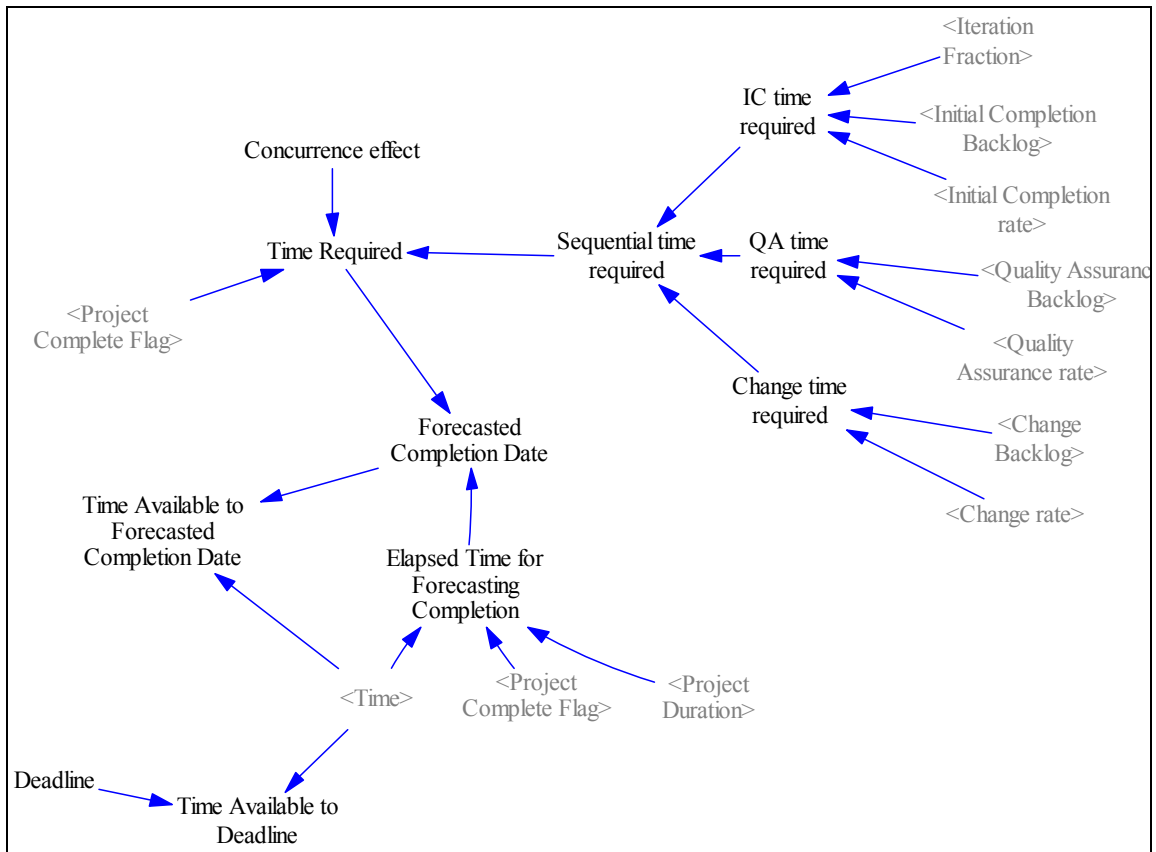 <Iteration
Fraction>
IC time
required
<Initial Completion
Backlog>
Concurrence effect
<Initial Completion
rate>
Time Required
Sequential time
required
QA time
required
<Quality Assuranc
Backlog>
<Project
Complete Flag>
<Quality
Assurance rate>
Change time
required
<Change
Backlog>
Forecasted
Completion Date
<Change rate>
Time Available to
Forecasted
Completion Date
Elapsed Time for
Forecasting
Completion
<Time>
<Project
Complete Flag>
<Project
Duration>
Deadline
Time Available to
Deadline